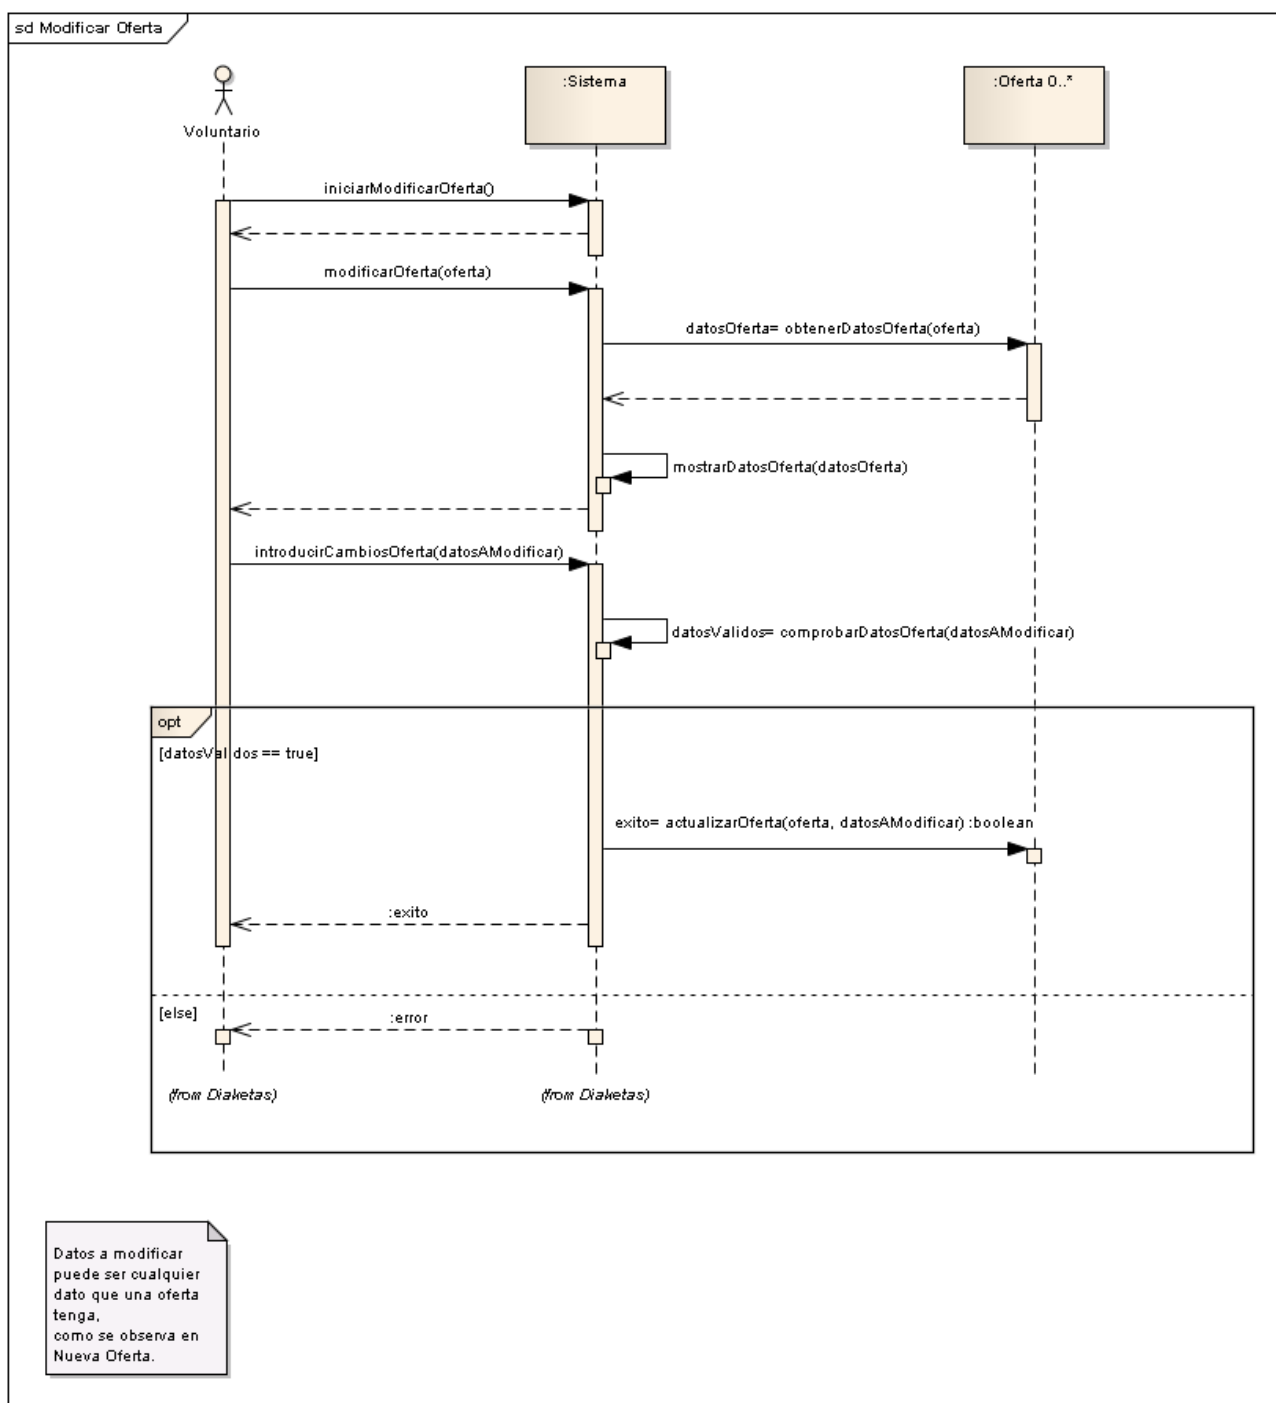 sd Modificar Oferta
:Sistema
:Oferta 0..*
Voluntario
iniciarModificarOferta()
modificarOferta(oferta)
datosOferta= obtenerDatosOferta(oferta)
mostrarDatosOferta(datosOferta)
introducirCambiosOferta(datosAModificar)
datosValidos= comprobarDatosOferta(datosAModificar)
opt
[datosValidos == true]
exito= actualizarOferta(oferta, datosAModificar) :boolean
:exito
[else]
:error
(from Diaketas)
(from Diaketas)
Datos a modificar
puede ser cualquier
dato que una oferta
tenga,
como se observa en
Nueva Oferta.